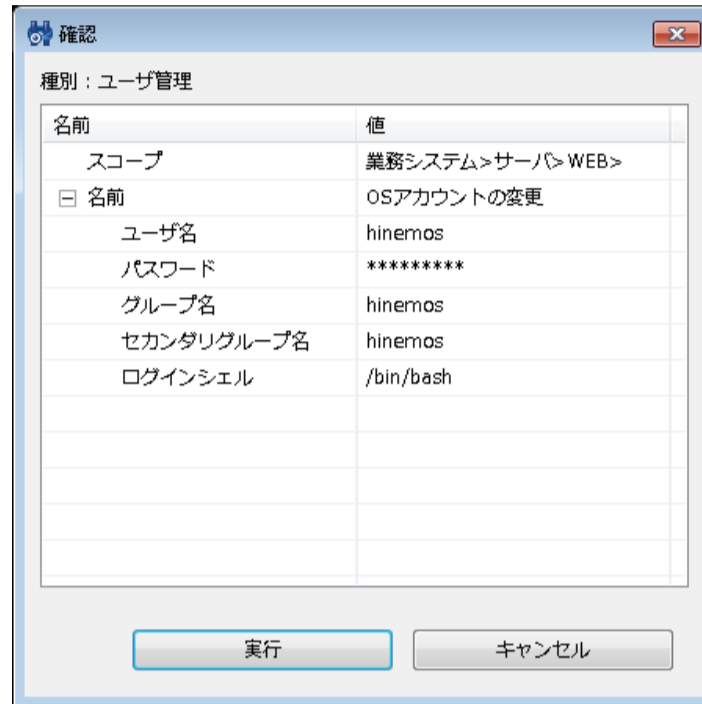 確認
種別：ユーザ管理
名前 値
スコープ 業務システム>サーバ>WEB>
名前 OSアカウントの変更
ユーザ名 hinemos
パスワード *********
グループ名 hinemos
セカンダリグループ名 hinemos
ログインシェル /bin/bash
実行 キャンセル